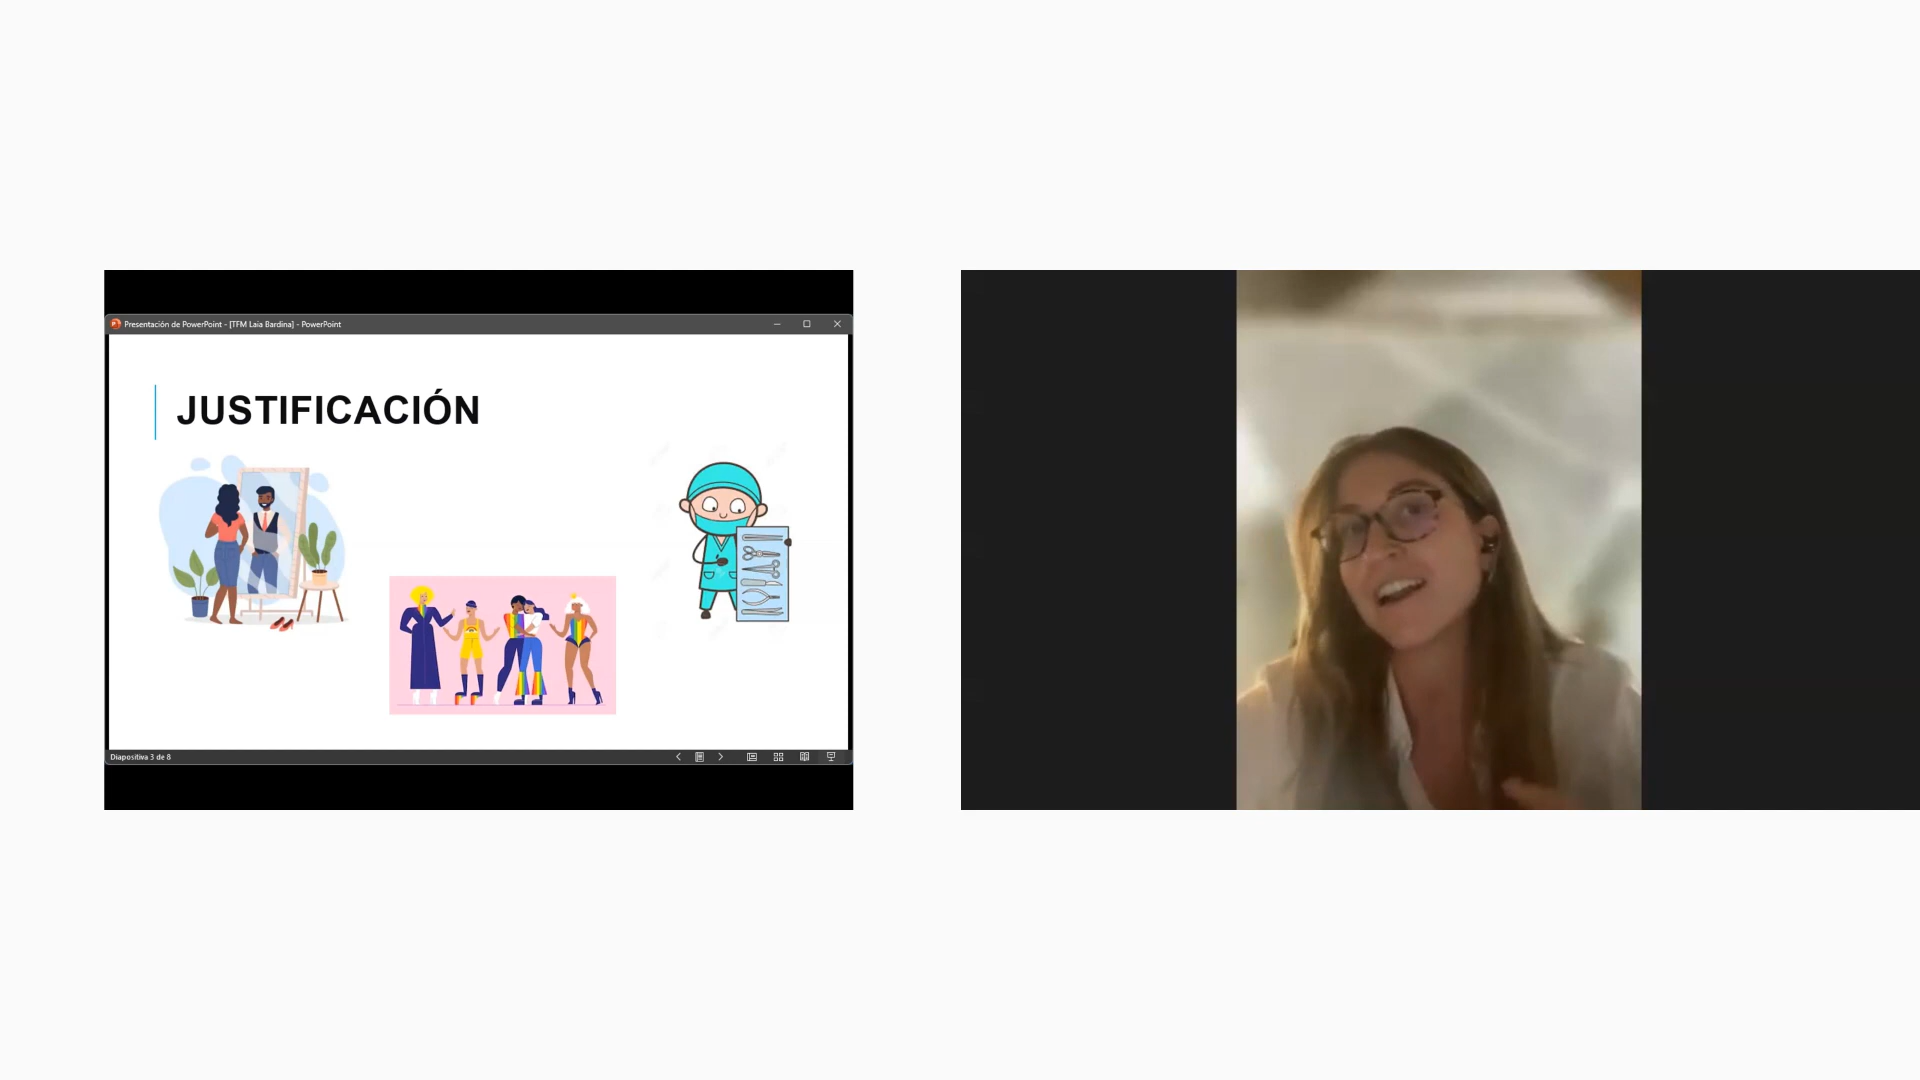 Presentación de PowerPoint - [TFM Laia Bardina] - PowerPoint
JUSTIFICACIÓN
Diapositiva 3 de 8